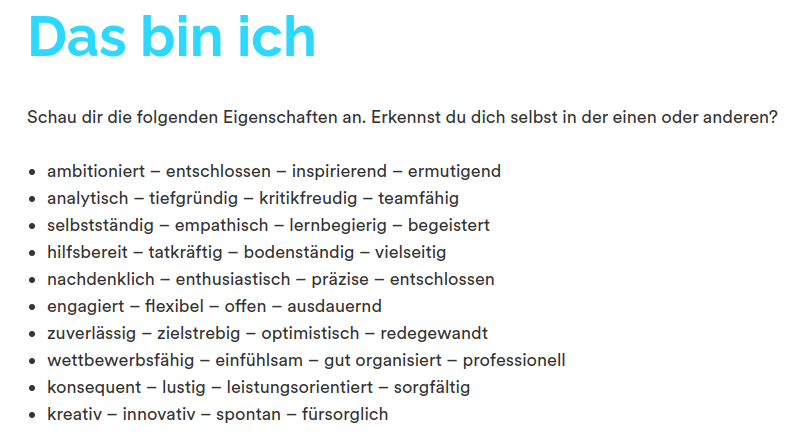 Das bin ich
Schau dir die folgenden Eigenschaften an. Erkennst du dich selbst in der einen oder anderen?
• ambitioniert – entschlossen – inspirierend – ermutigend
• analytisch – tiefgründig – kritikfreudig – teamfähig
• selbstständig – empathisch – lernbegierig – begeistert
• hilfsbereit – tatkräftig – bodenständig – vielseitig
• nachdenklich – enthusiastisch – präzise – entschlossen
• engagiert – flexibel – offen – ausdauernd
• zuverlässig – zielstrebig – optimistisch – redegewandt
• wettbewerbsfähig – einfühlsam – gut organisiert – professionell
• konsequent – lustig – leistungsorientiert – sorgfältig
• kreativ – innovativ – spontan – fürsorglich